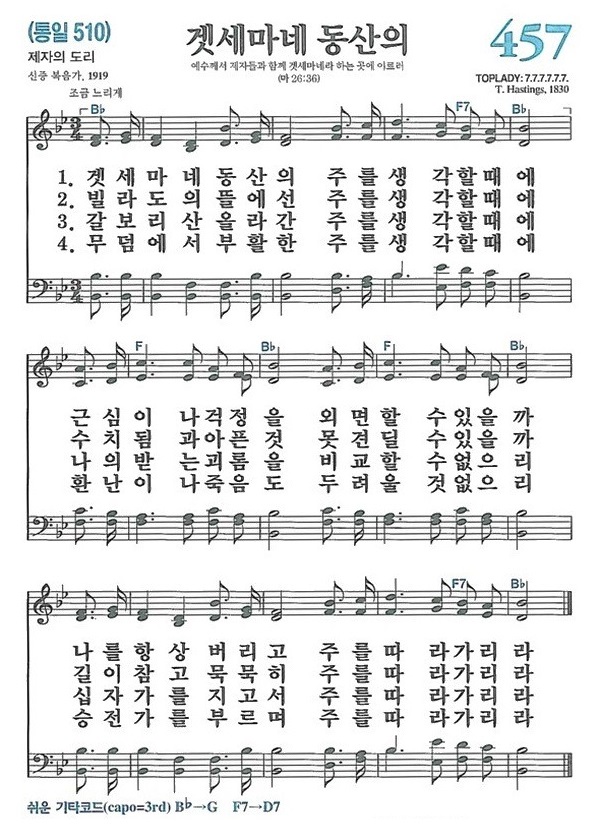 (통일 510)
제자의 도리
신증 복음가, 1919
겟세마네 동산의
예수께서 제자들과 함께 겟세마네라 하는 곳에 이르러
(마 26:36)
457
TOPLADY: 7.7.7.7.7.7.
T. Hastings, 1830
조금 느리게
B♭ F7 B♭
1. 겟세마네동산의 주를생 각할때에
2. 빌라도의뜰에선 주를생 각할때에
3. 갈보리산올라간 주를생 각할때에
4. 무덤에서부활한 주를생 각할때에
F B♭ F B♭
근심이 나걱정을 외면할 수있을까
수치됨 과아픈것 못견딜 수있을까
나의받 는괴롬을 비교할 수없으리
환난이 나죽음도 두려울 것없으리
F7 B♭
나를항상버리고 주를따 라가리라
길이참고묵묵히 주를따 라가리라
십자가를지고서 주를따 라가리라
승전가를부르며 주를따 라가리라
쉬운 기타코드(capo=3rd) B♭→G F7→D7